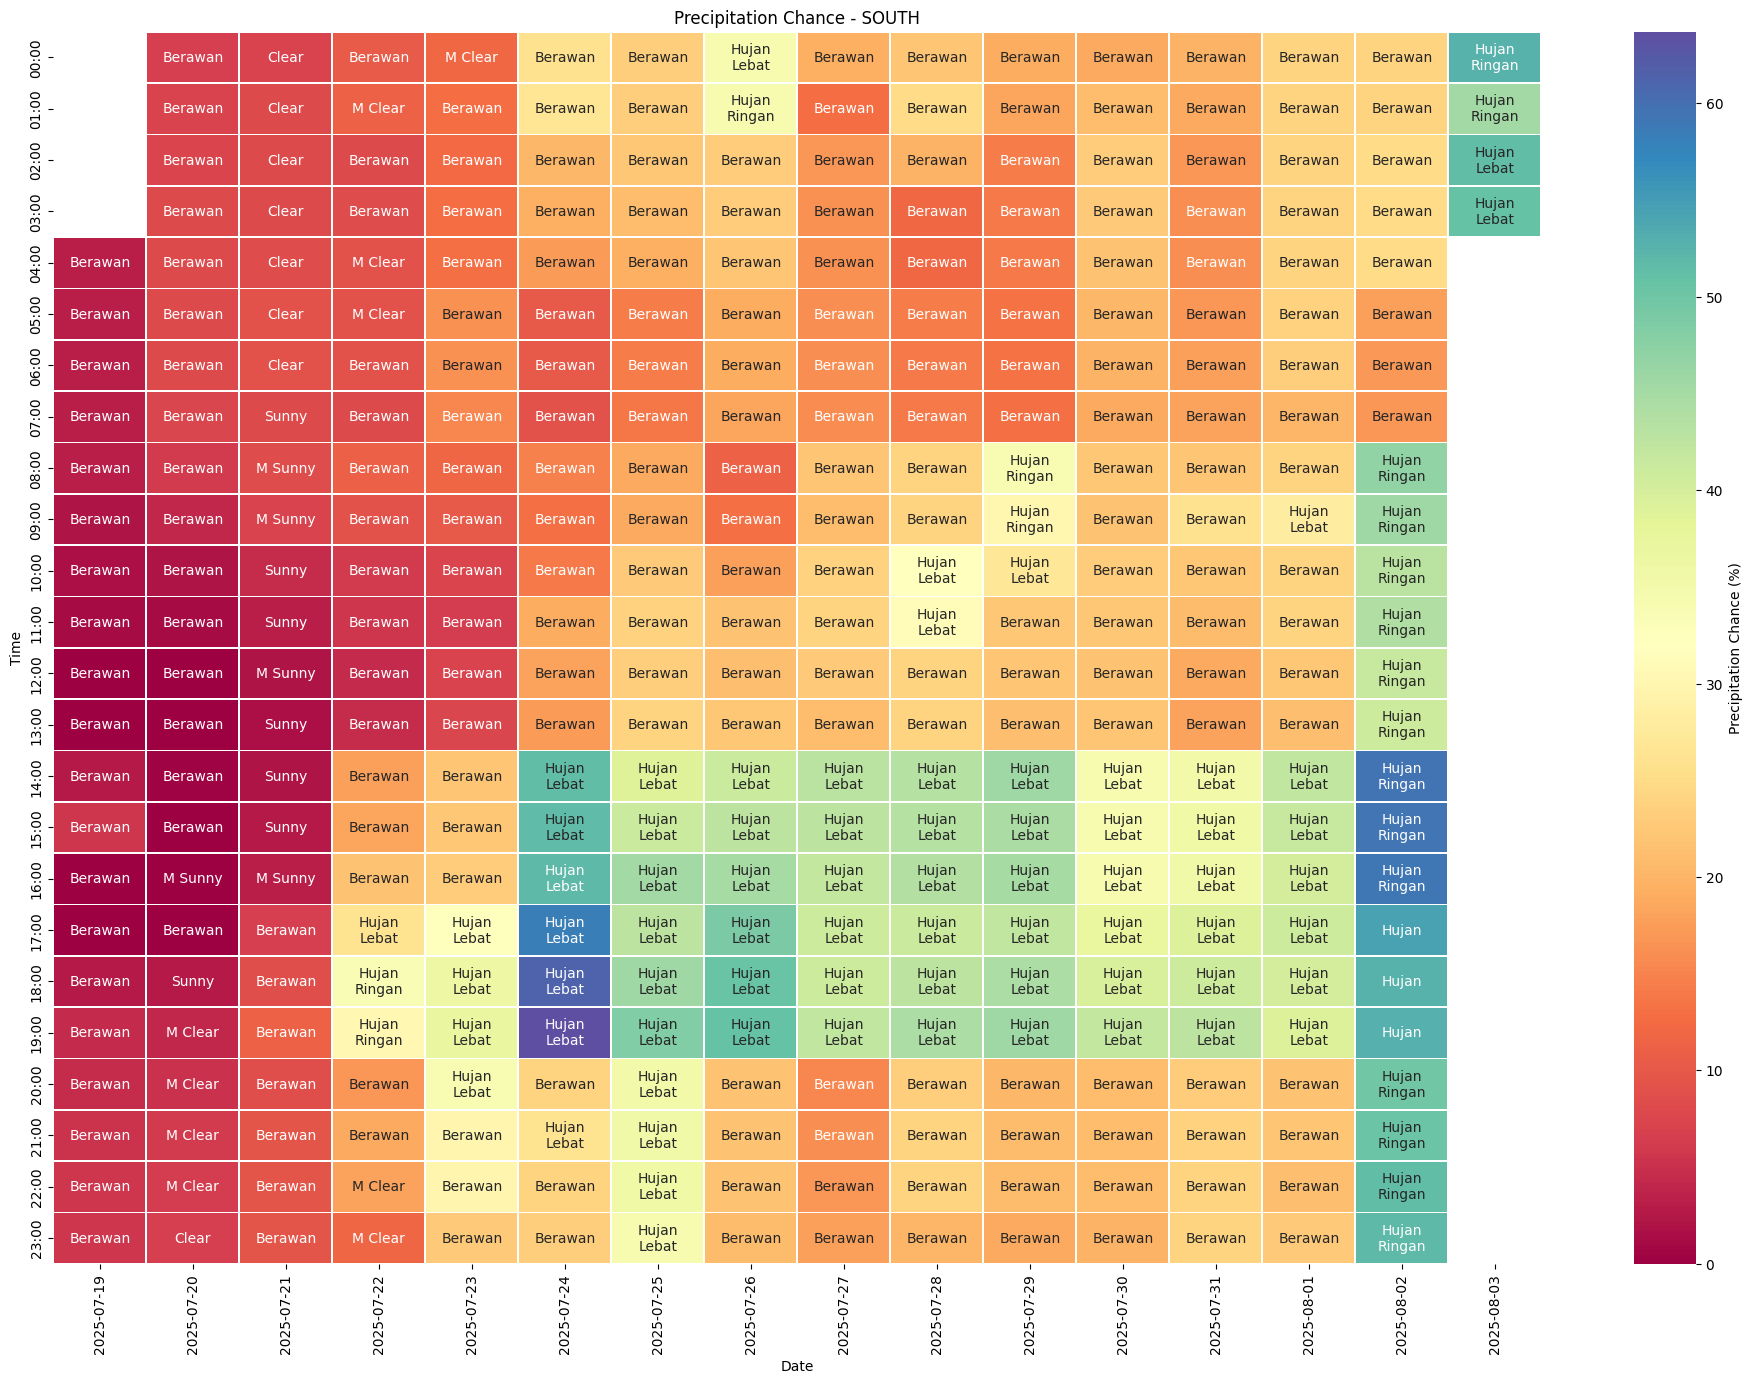 Precipitation Chance - SOUTH
00:00 Berawan Clear Berawan M Clear Berawan Berawan Hujan Lebat Berawan Berawan Berawan Berawan Berawan Berawan Berawan Hujan Ringan
01:00 Berawan Clear M Clear Berawan Berawan Berawan Hujan Ringan Berawan Berawan Berawan Berawan Berawan Berawan Berawan Hujan Ringan
02:00 Berawan Clear Berawan Berawan Berawan Berawan Berawan Berawan Berawan Berawan Berawan Berawan Berawan Berawan Hujan Lebat
03:00 Berawan Clear Berawan Berawan Berawan Berawan Berawan Berawan Berawan Berawan Berawan Berawan Berawan Berawan Hujan Lebat
04:00 Berawan Berawan Clear M Clear Berawan Berawan Berawan Berawan Berawan Berawan Berawan Berawan Berawan Berawan Berawan
05:00 Berawan Berawan Clear M Clear Berawan Berawan Berawan Berawan Berawan Berawan Berawan Berawan Berawan Berawan Berawan
06:00 Berawan Berawan Clear Berawan Berawan Berawan Berawan Berawan Berawan Berawan Berawan Berawan Berawan Berawan Berawan
07:00 Berawan Berawan Sunny Berawan Berawan Berawan Berawan Berawan Berawan Berawan Berawan Berawan Berawan Berawan Berawan
08:00 Berawan Berawan M Sunny Berawan Berawan Berawan Berawan Berawan Berawan Berawan Hujan Ringan Berawan Berawan Berawan Hujan Ringan
09:00 Berawan Berawan M Sunny Berawan Berawan Berawan Berawan Berawan Berawan Berawan Hujan Ringan Berawan Berawan Hujan Lebat Hujan Ringan
10:00 Berawan Berawan Sunny Berawan Berawan Berawan Berawan Berawan Berawan Hujan Lebat Hujan Lebat Berawan Berawan Berawan Hujan Ringan
11:00 Berawan Berawan Sunny Berawan Berawan Berawan Berawan Berawan Berawan Hujan Lebat Berawan Berawan Berawan Berawan Hujan Ringan
12:00 Berawan Berawan M Sunny Berawan Berawan Berawan Berawan Berawan Berawan Berawan Berawan Berawan Berawan Berawan Hujan Ringan
13:00 Berawan Berawan Sunny Berawan Berawan Berawan Berawan Berawan Berawan Berawan Berawan Berawan Berawan Berawan Hujan Ringan
14:00 Berawan Berawan Sunny Berawan Berawan Hujan Lebat Hujan Lebat Hujan Lebat Hujan Lebat Hujan Lebat Hujan Lebat Hujan Lebat Hujan Lebat Hujan Lebat Hujan Ringan
15:00 Berawan Berawan Sunny Berawan Berawan Hujan Lebat Hujan Lebat Hujan Lebat Hujan Lebat Hujan Lebat Hujan Lebat Hujan Lebat Hujan Lebat Hujan Lebat Hujan Ringan
16:00 Berawan M Sunny M Sunny Berawan Berawan Hujan Lebat Hujan Lebat Hujan Lebat Hujan Lebat Hujan Lebat Hujan Lebat Hujan Lebat Hujan Lebat Hujan Lebat Hujan Ringan
17:00 Berawan Berawan Berawan Hujan Lebat Hujan Lebat Hujan Lebat Hujan Lebat Hujan Lebat Hujan Lebat Hujan Lebat Hujan Lebat Hujan Lebat Hujan Lebat Hujan Lebat Hujan
18:00 Berawan Sunny Berawan Hujan Ringan Hujan Lebat Hujan Lebat Hujan Lebat Hujan Lebat Hujan Lebat Hujan Lebat Hujan Lebat Hujan Lebat Hujan Lebat Hujan Lebat Hujan
19:00 Berawan M Clear Berawan Hujan Ringan Hujan Lebat Hujan Lebat Hujan Lebat Hujan Lebat Hujan Lebat Hujan Lebat Hujan Lebat Hujan Lebat Hujan Lebat Hujan Lebat Hujan
20:00 Berawan M Clear Berawan Berawan Hujan Lebat Berawan Hujan Lebat Berawan Berawan Berawan Berawan Berawan Berawan Berawan Hujan Ringan
21:00 Berawan M Clear Berawan Berawan Berawan Hujan Lebat Hujan Lebat Berawan Berawan Berawan Berawan Berawan Berawan Berawan Hujan Ringan
22:00 Berawan M Clear Berawan M Clear Berawan Berawan Hujan Lebat Berawan Berawan Berawan Berawan Berawan Berawan Berawan Hujan Ringan
23:00 Berawan Clear Berawan M Clear Berawan Berawan Hujan Lebat Berawan Berawan Berawan Berawan Berawan Berawan Berawan Hujan Ringan
Time
2025-07-19 2025-07-20 2025-07-21 2025-07-22 2025-07-23 2025-07-24 2025-07-25 2025-07-26 2025-07-27 2025-07-28 2025-07-29 2025-07-30 2025-07-31 2025-08-01 2025-08-02 2025-08-03
Date
60
50
40
30
20
10
0
Precipitation Chance (%)